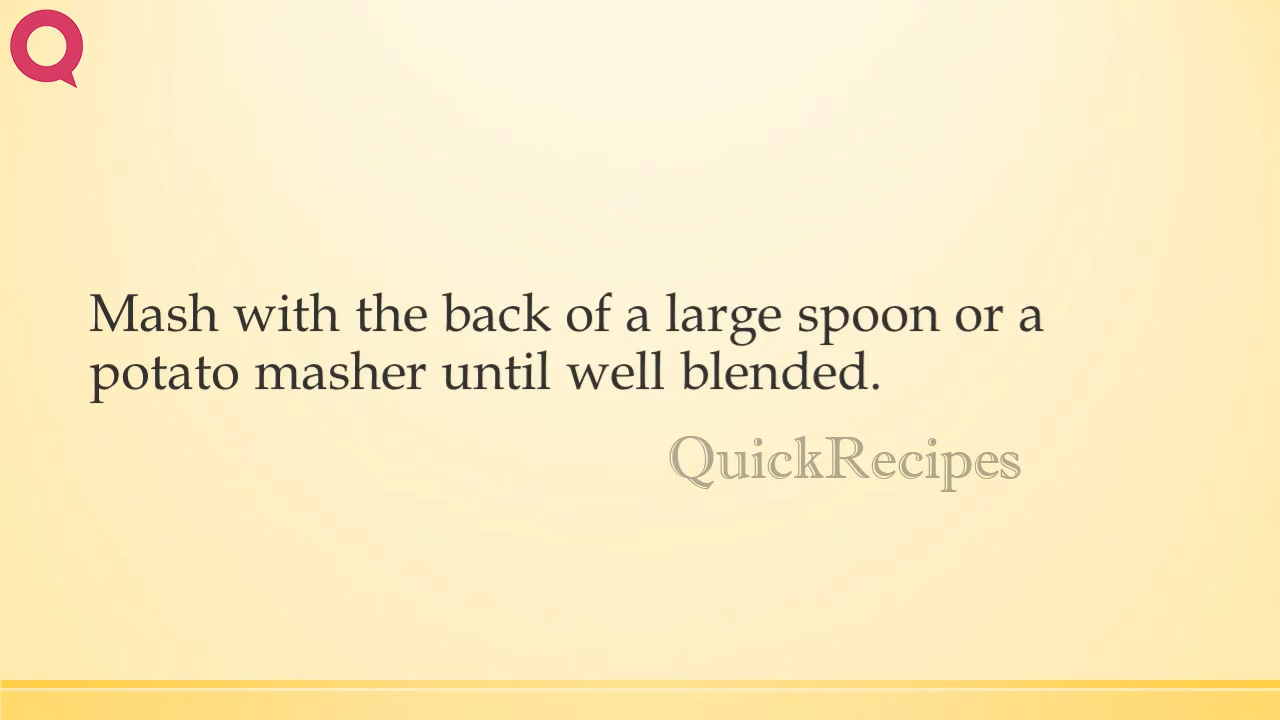 Mash with the back of a large spoon or a
potato masher until well blended.
QuickRecipes